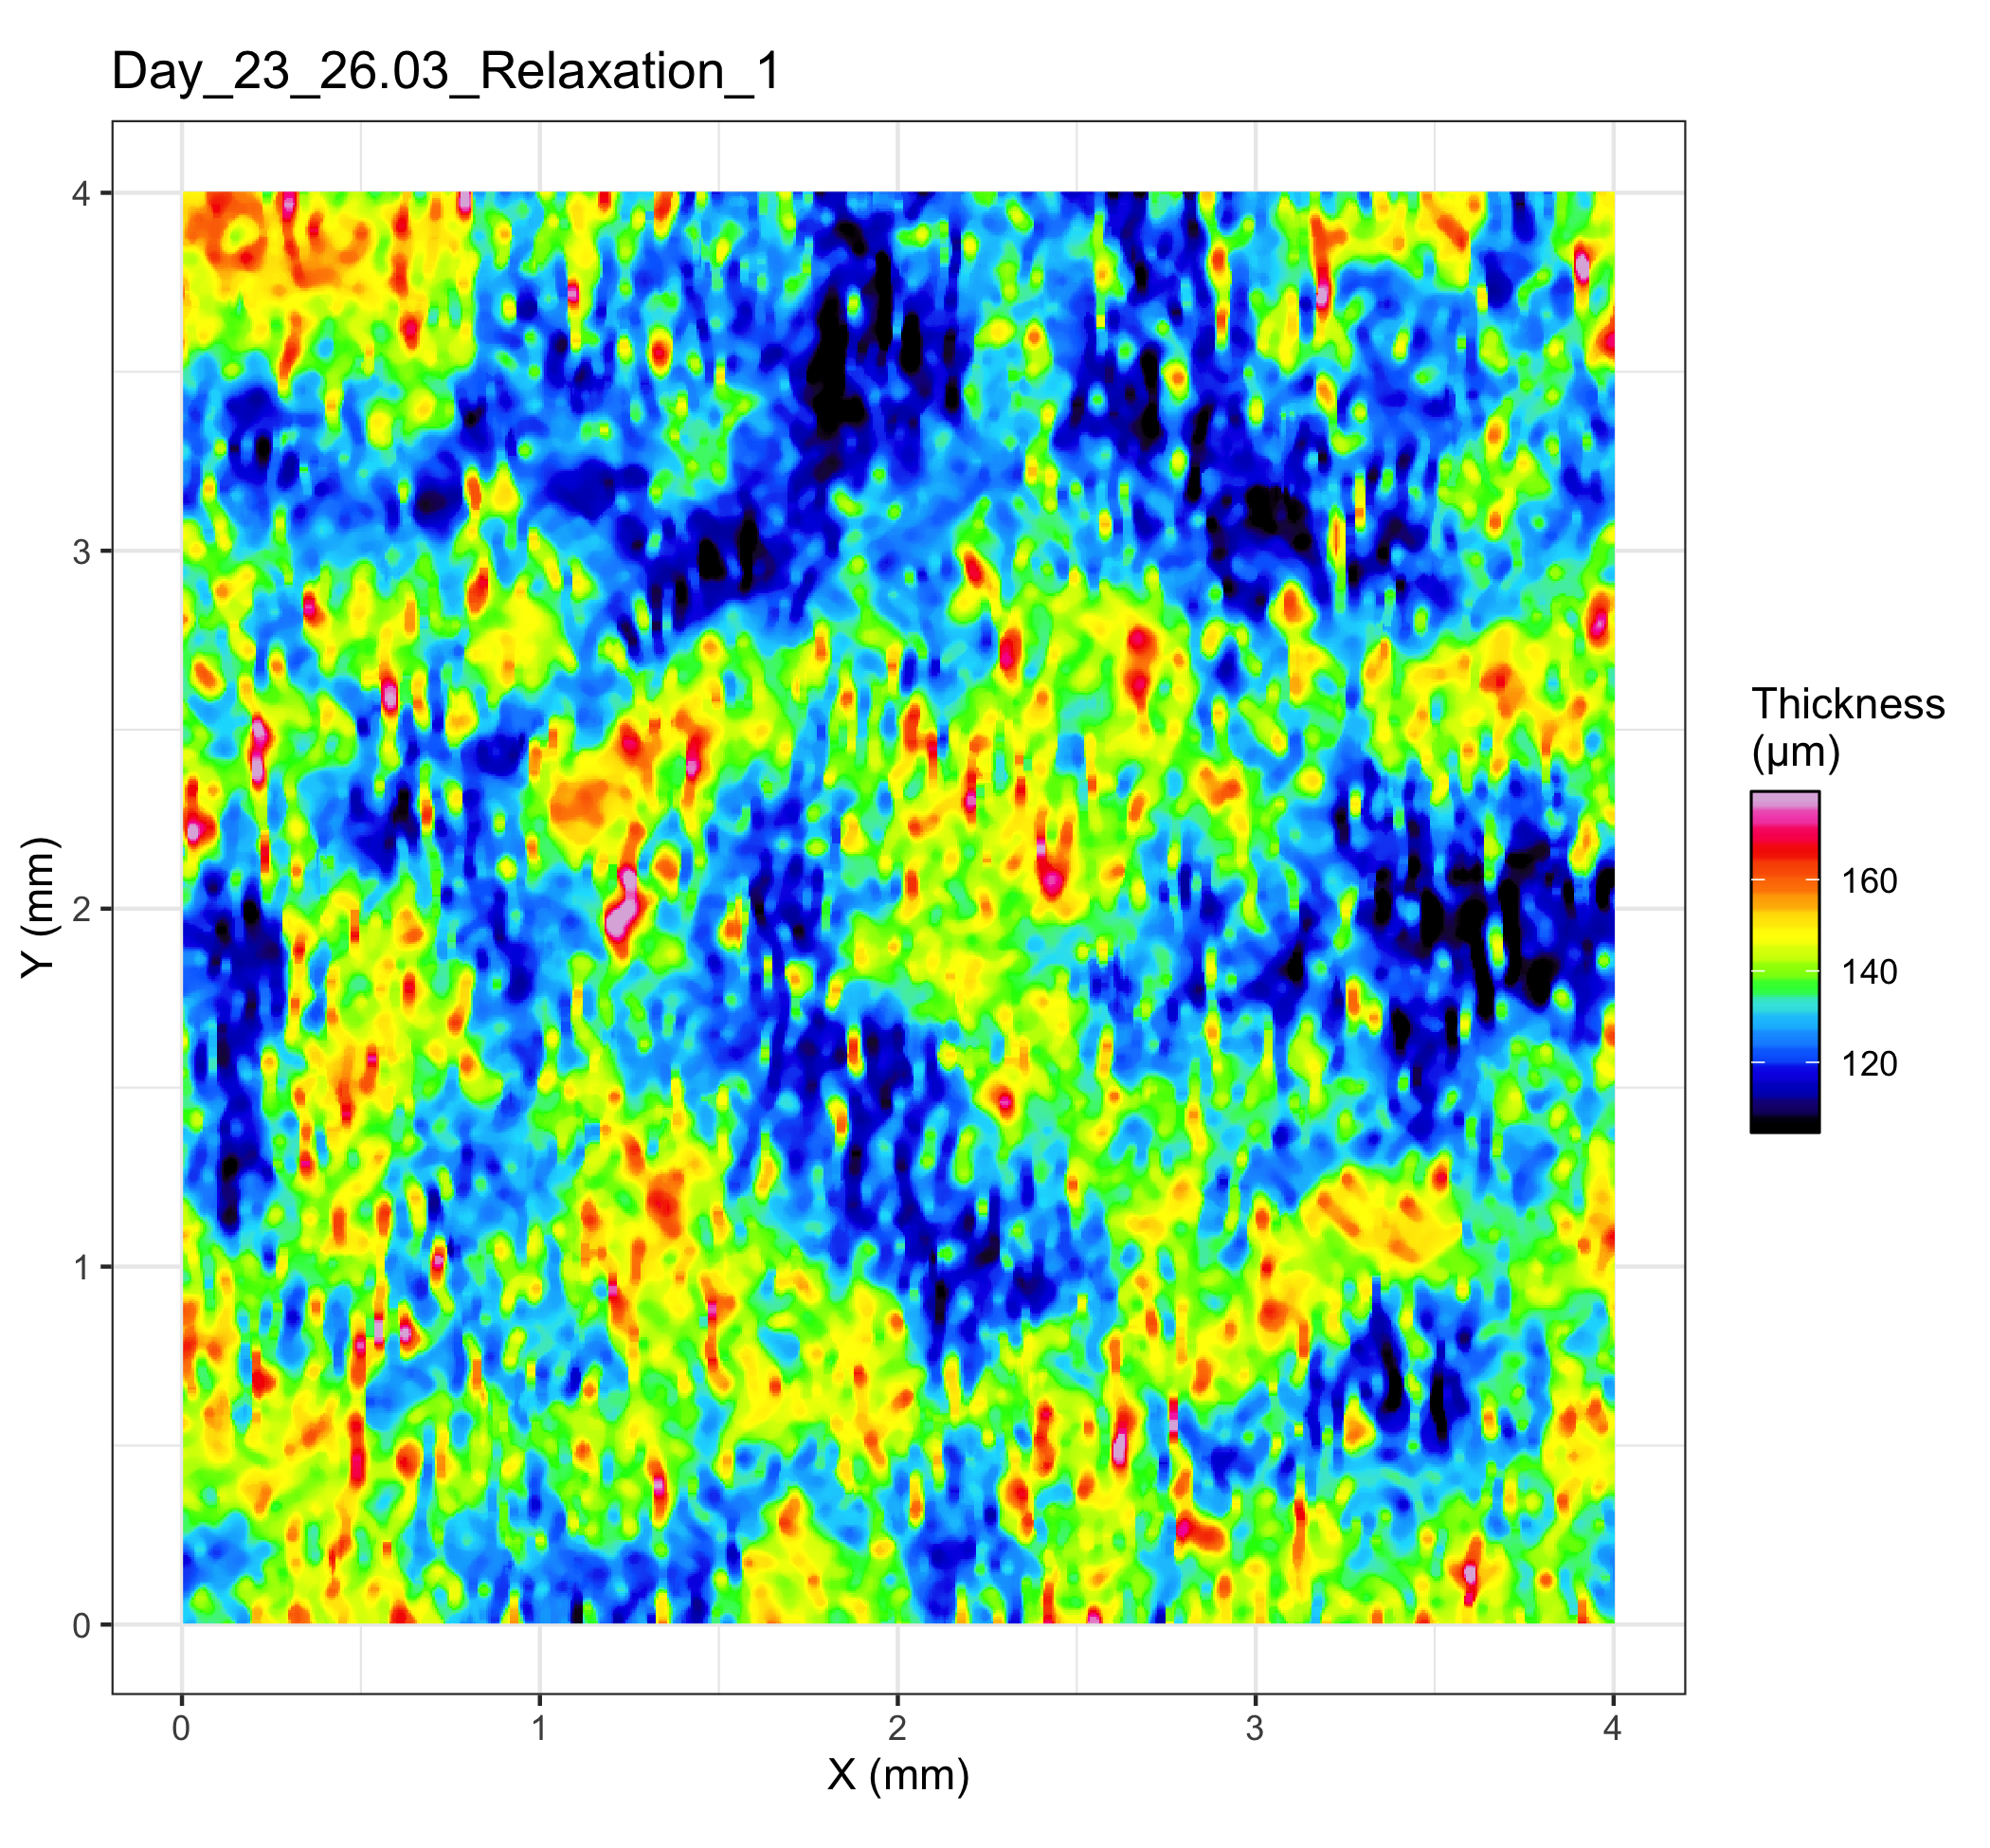 Day_23_26.03_Relaxation_1
4
3
2
1
0
Y (mm)
0 1 2 3 4
X (mm)
Thickness
(µm)
160
140
120